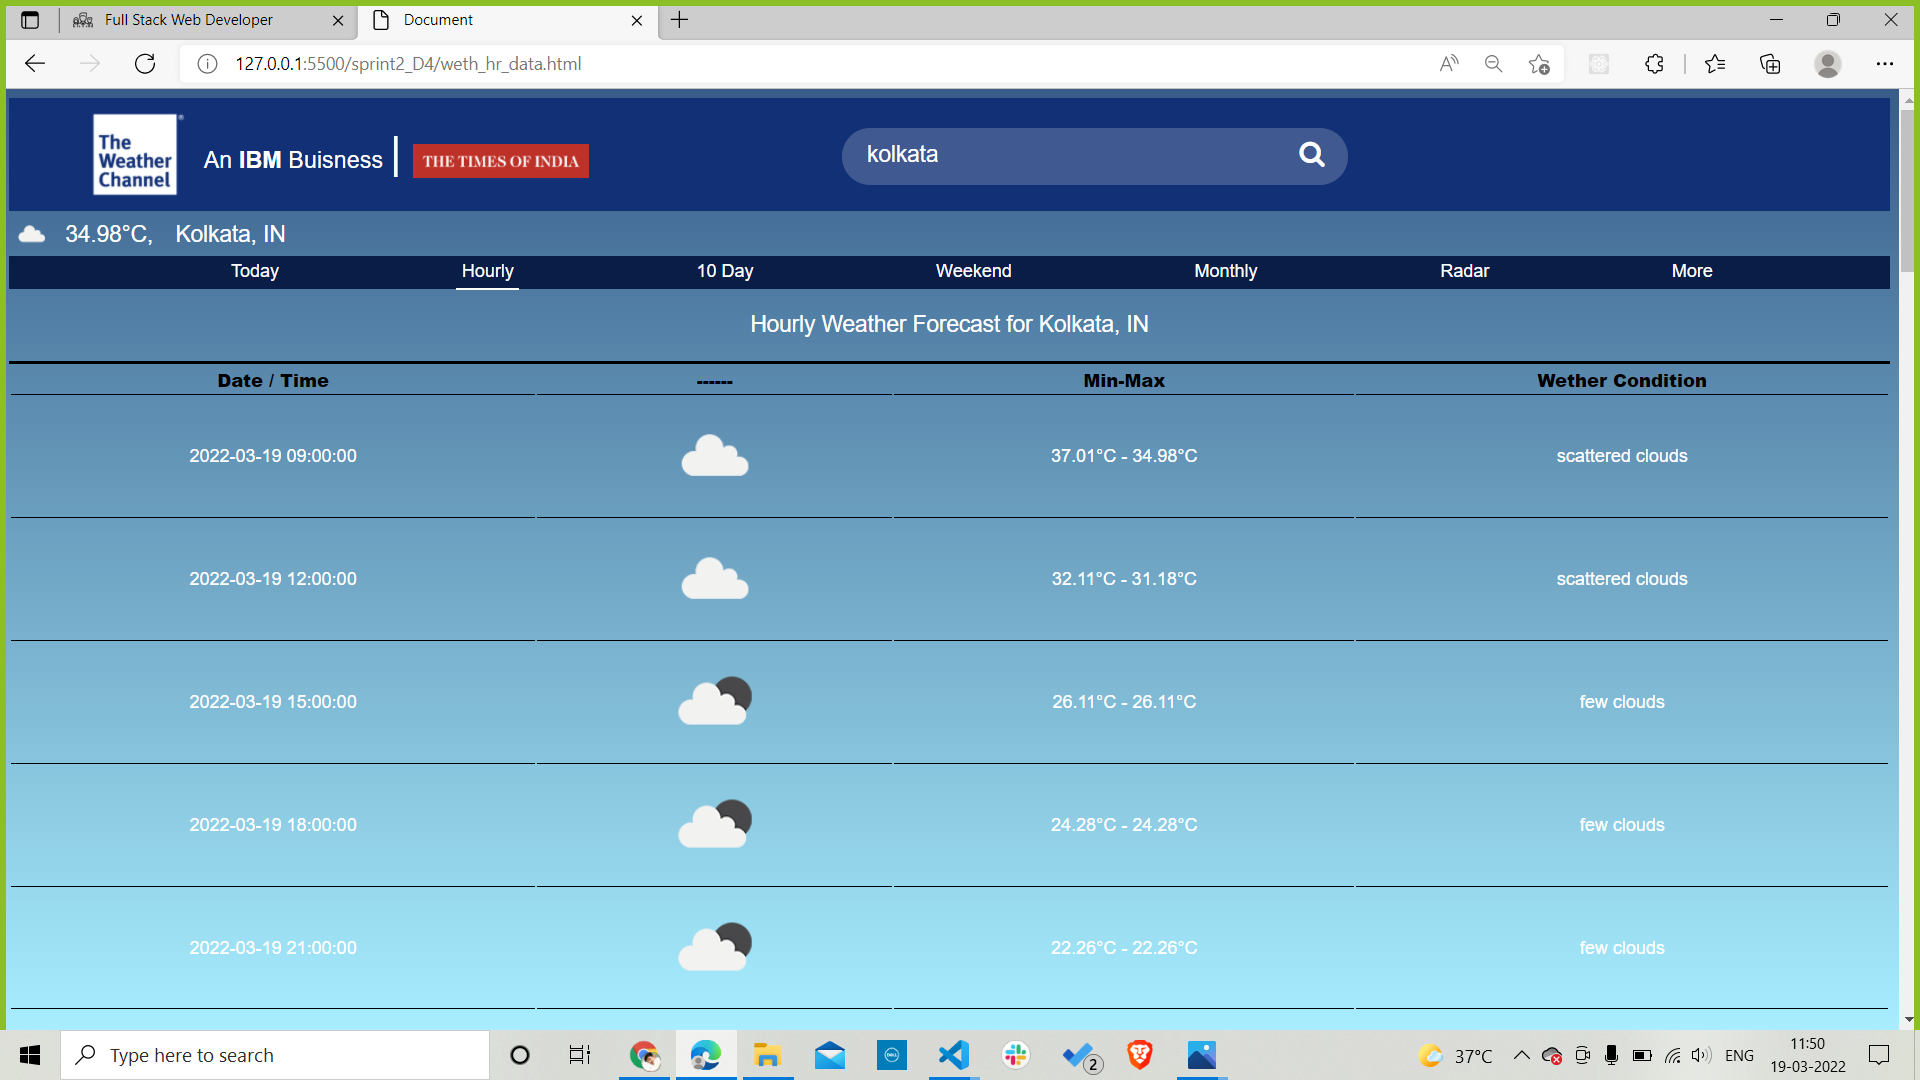 Full Stack Web Developer
Document
127.0.0.1:5500/sprint2_D4/weth_hr_data.html
The
Weather
Channel
An IBM Buisness
THE TIMES OF INDIA
kolkata
34.98°C, Kolkata, IN
Today Hourly 10 Day Weekend Monthly Radar More
Hourly Weather Forecast for Kolkata, IN
Date / Time ------ Min-Max Wether Condition
2022-03-19 09:00:00 37.01°C - 34.98°C scattered clouds
2022-03-19 12:00:00 32.11°C - 31.18°C scattered clouds
2022-03-19 15:00:00 26.11°C - 26.11°C few clouds
2022-03-19 18:00:00 24.28°C - 24.28°C few clouds
2022-03-19 21:00:00 22.26°C - 22.26°C few clouds
Type here to search
DELL
2
37°C
ENG
11:50
19-03-2022